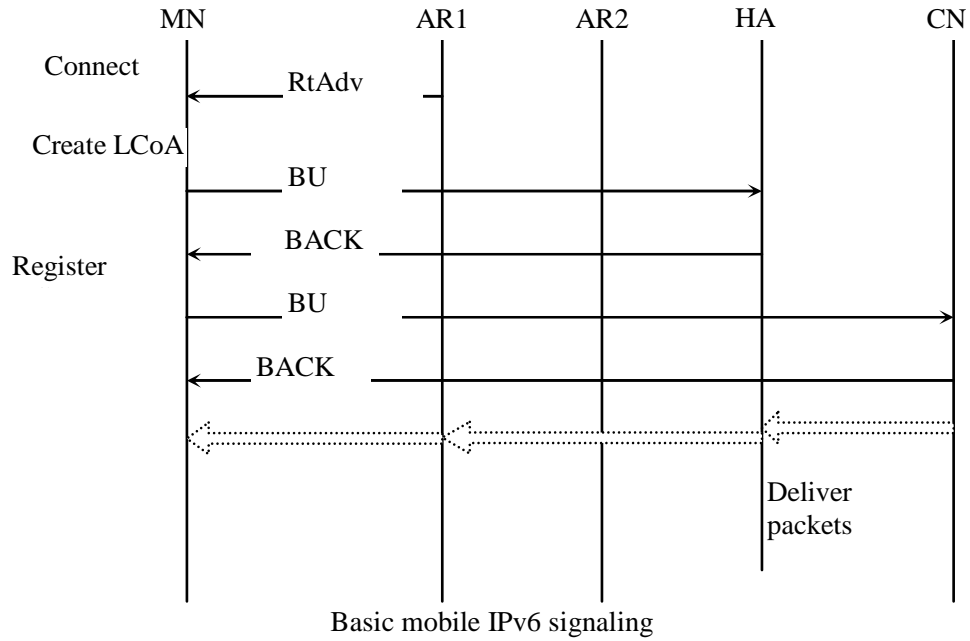 MN AR1 AR2 HA CN
Connect
RtAdv
Create LCoA
BU
BACK
Register
BU
BACK
Deliver
packets
Basic mobile IPv6 signaling